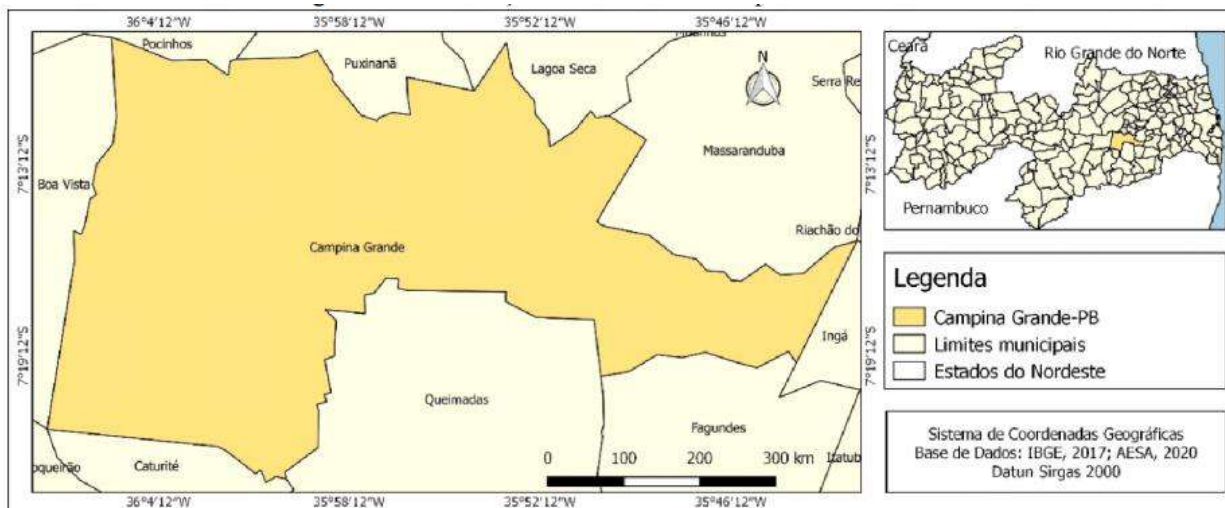 36°4'12"W 35°58'12"W 35°52'12"W 35°46'12"W
Pocinhos
Puxinanã
Lagoa Seca
N
Serra Re
Massaranduba
7°13'12"S
7°13'12"S
Boa Vista
Riachão do
Campina Grande
7°19'12"S
7°19'12"S
Ingá
Queimadas
Fagundes
oqueirão
Caturité
Itatub
0 100 200 300 km
36°4'12"W 35°58'12"W 35°52'12"W 35°46'12"W
Ceará
Rio Grande do Norte
Pernambuco
Legenda
Campina Grande-PB
Limites municipais
Estados do Nordeste
Sistema de Coordenadas Geográficas
Base de Dados: IBGE, 2017; AESA, 2020
Datun Sirgas 2000